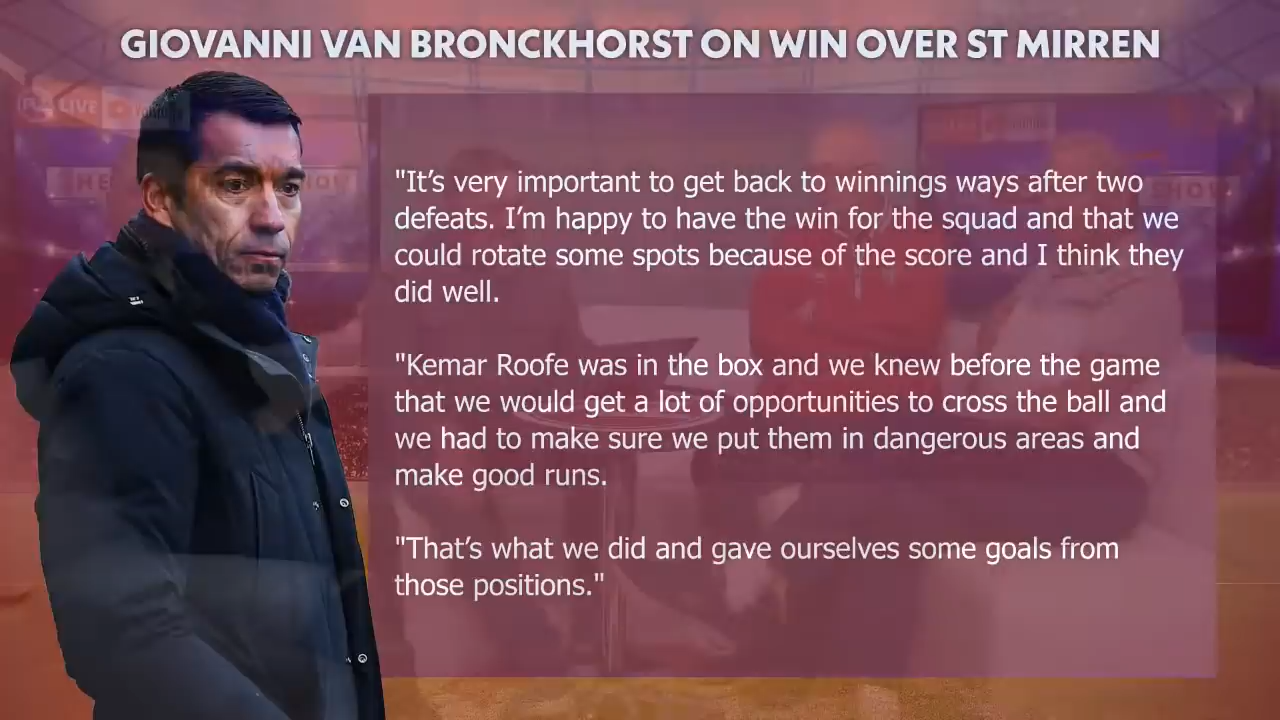 GIOVANNI VAN BRONCKHORST ON WIN OVER ST MIRREN
LIVE
"It’s very important to get back to winnings ways after two
defeats. I’m happy to have the win for the squad and that we
could rotate some spots because of the score and I think they
did well.
"Kemar Roofe was in the box and we knew before the game
that we would get a lot of opportunities to cross the ball and
we had to make sure we put them in dangerous areas and
make good runs.
"That’s what we did and gave ourselves some goals from
those positions."